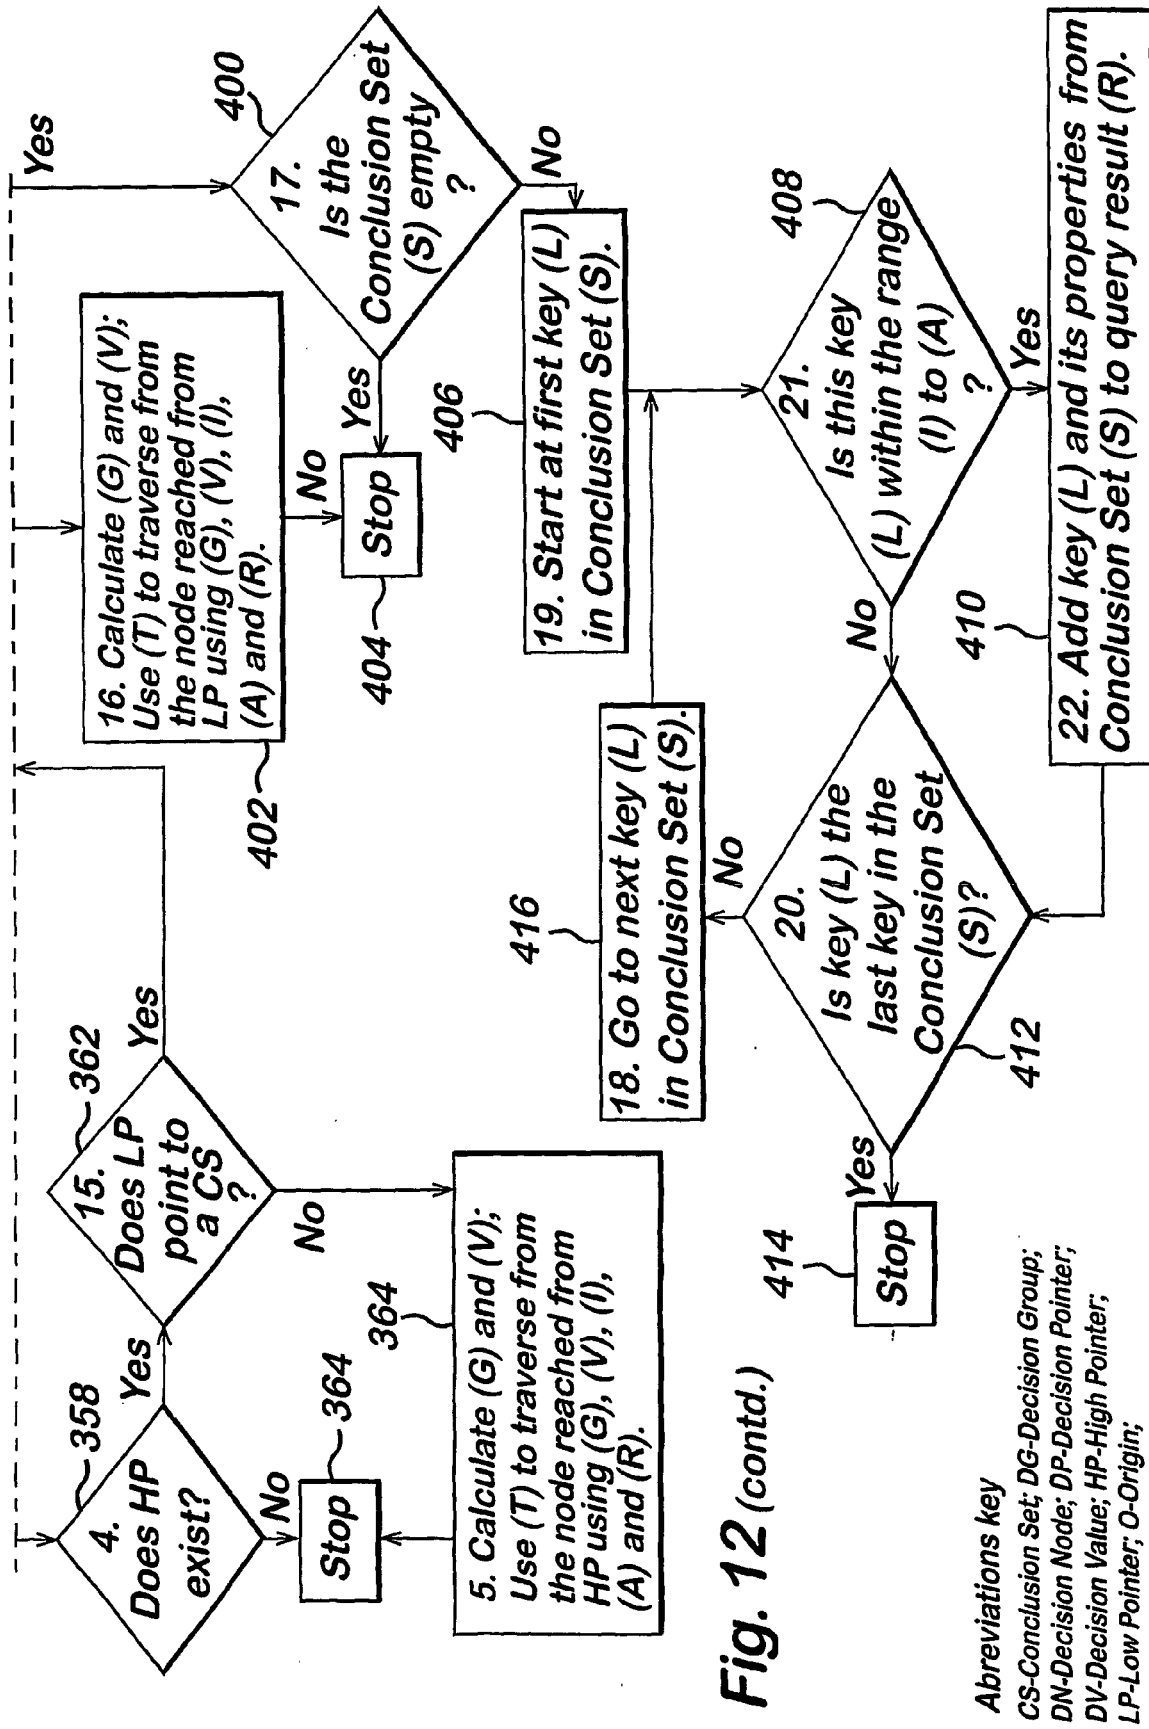 4.
Does HP
exist?
358
Yes
No
Stop
364
15.
Does LP
point to
a CS
?
362
Yes
No
364
5. Calculate (G) and (V);
Use (T) to traverse from
the node reached from
HP using (G), (V), (I),
(A) and (R).
16. Calculate (G) and (V);
Use (T) to traverse from
the node reached from
LP using (G), (V), (I),
(A) and (R).
402
No
Stop
404
Yes
17.
Is the
Conclusion Set
(S) empty
?
400
Yes
No
406
19. Start at first key (L)
in Conclusion Set (S).
416
18. Go to next key (L)
in Conclusion Set (S).
No
21.
Is this key
(L) within the range
(I) to (A)
?
408
Yes
No
20.
Is key (L) the
last key in the
Conclusion Set
(S)?
412
Yes
Stop
414
410
22. Add key (L) and its properties from
Conclusion Set (S) to query result (R).
Fig. 12 (contd.)
Abreviations key
CS-Conclusion Set; DG-Decision Group;
DN-Decision Node; DP-Decision Pointer;
DV-Decision Value; HP-High Pointer;
LP-Low Pointer; O-Origin;